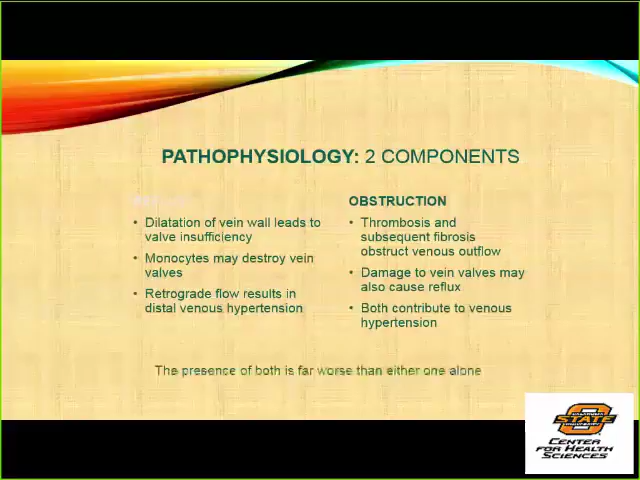 PATHOPHYSIOLOGY: 2 COMPONENTS
• Dilatation of vein wall leads to
valve insufficiency
• Monocytes may destroy vein
valves
• Retrograde flow results in
distal venous hypertension
OBSTRUCTION
• Thrombosis and
subsequent fibrosis
obstruct venous outflow
• Damage to vein valves may
also cause reflux
• Both contribute to venous
hypertension
The presence of both is far worse than either one alone
STATE
CENTER
FOR HEALTH
SCIENCES